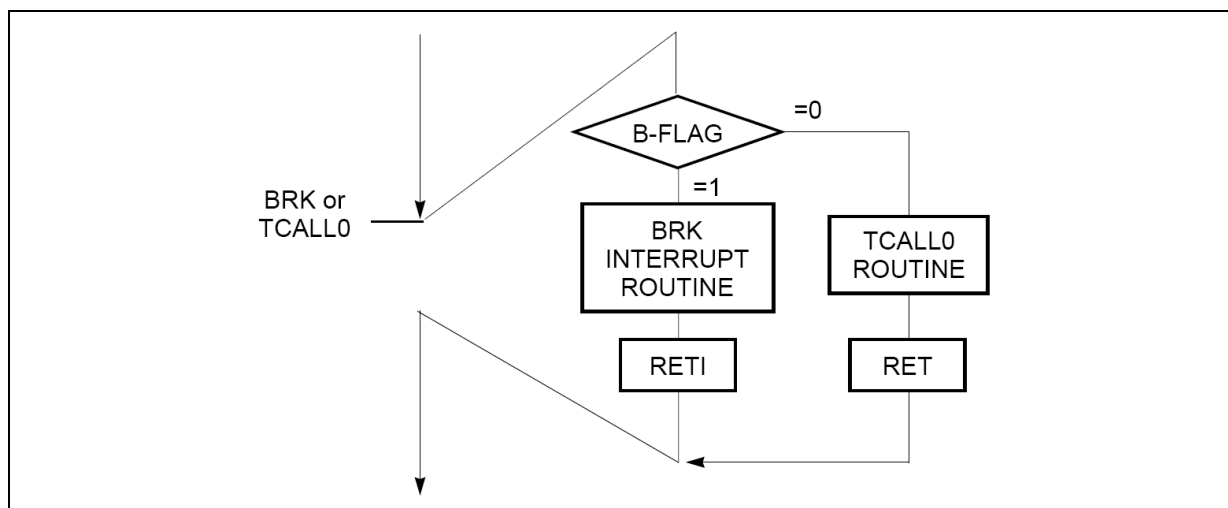 BRK or
TCALL0
B-FLAG
=0
=1
BRK
INTERRUPT
ROUTINE
TCALL0
ROUTINE
RETI
RET